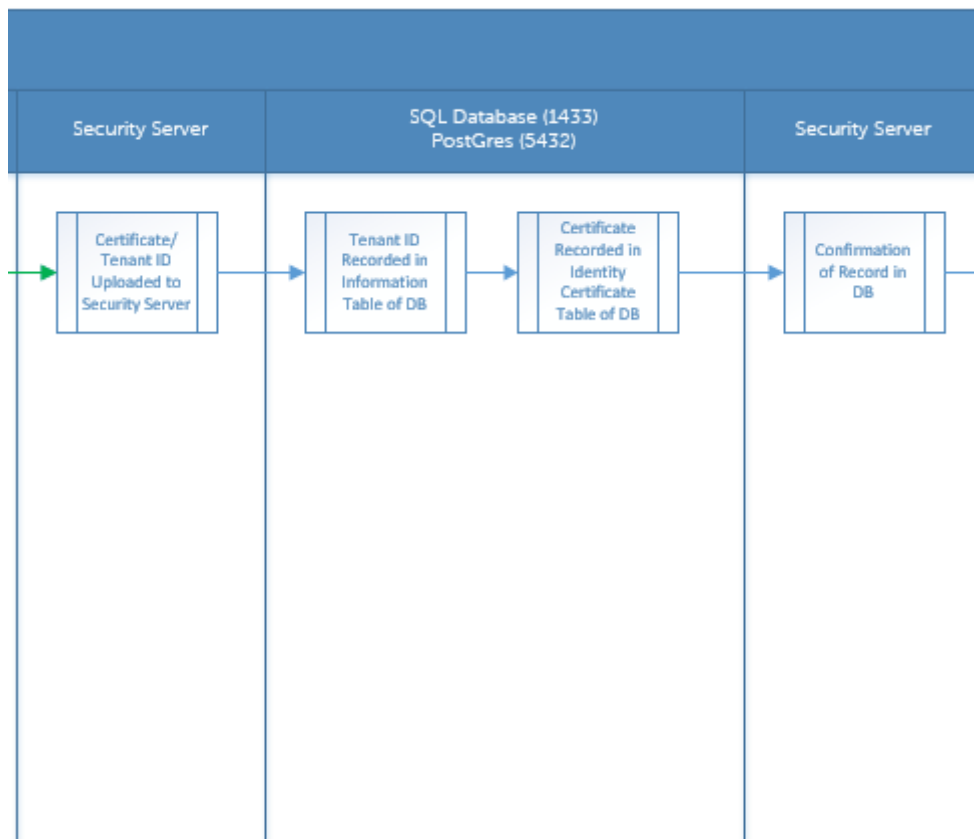 Security Server
SQL Database (1433)
PostGres (5432)
Security Server
Certificate/
Tenant ID
Uploaded to
Security Server
Tenant ID
Recorded in
Information
Table of DB
Certificate
Recorded in
Identity
Certificate
Table of DB
Confirmation
of Record in
DB